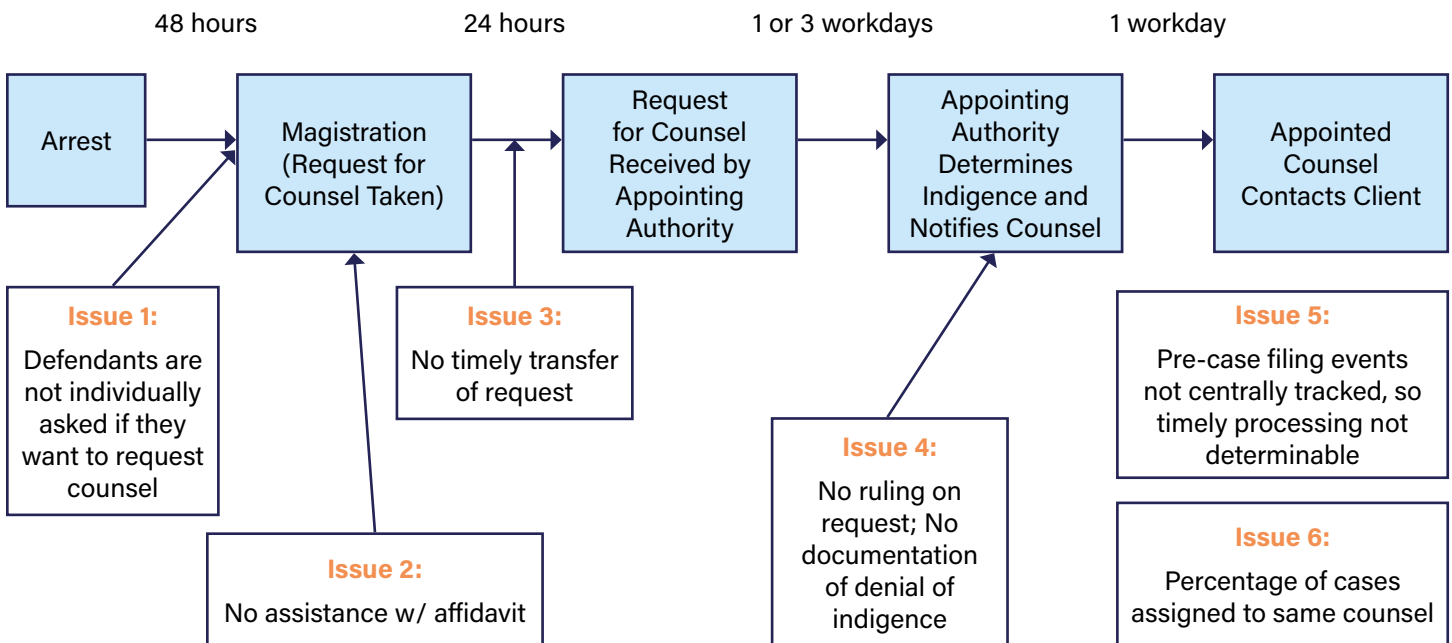 48 hours
24 hours
1 or 3 workdays
1 workday
Arrest
Magistration
(Request for
Counsel Taken)
Request
for Counsel
Received by
Appointing
Authority
Appointing
Authority
Determines
Indigence and
Notifies Counsel
Appointed
Counsel
Contacts Client
Issue 1:
Defendants are
not individually
asked if they
want to request
counsel
Issue 2:
No assistance w/ affidavit
Issue 3:
No timely transfer
of request
Issue 4:
No ruling on
request; No
documentation
of denial of
indigence
Issue 5:
Pre-case filing events
not centrally tracked, so
timely processing not
determinable
Issue 6:
Percentage of cases
assigned to same counsel